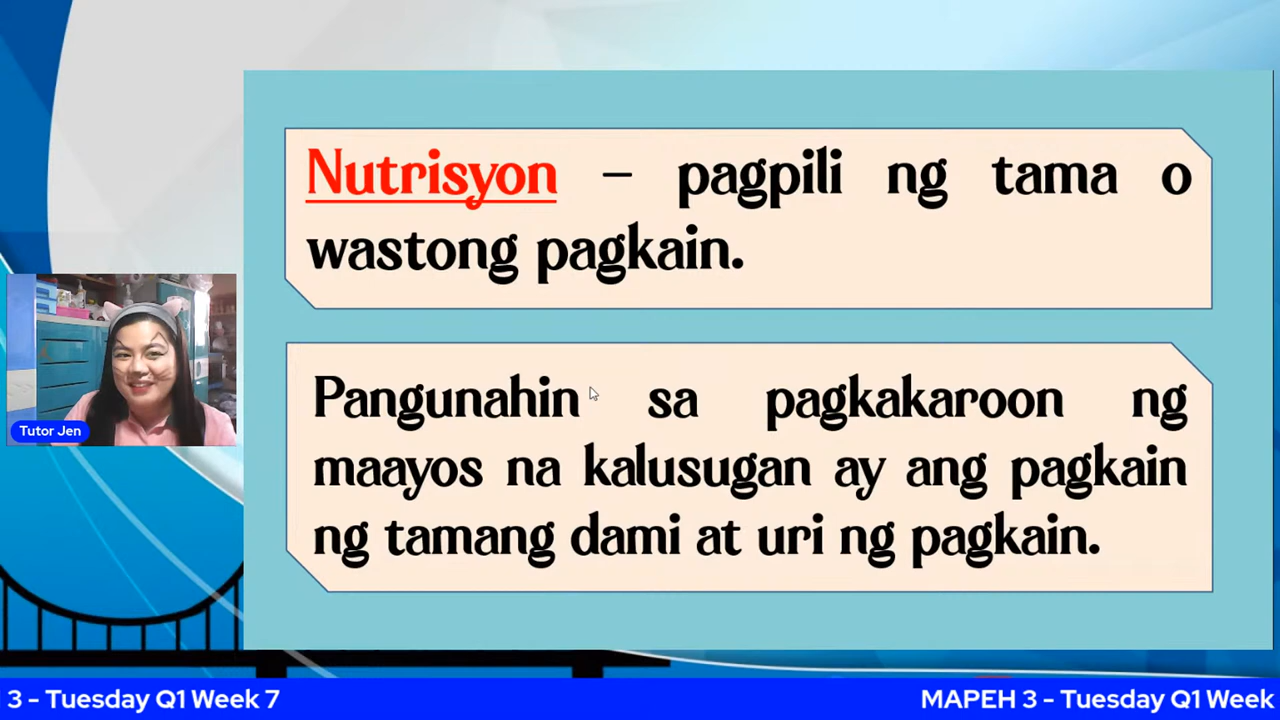 Nutrisyon – pagpili ng tama o
wastong pagkain.
Pangunahin sa pagkakaroon ng
maayos na kalusugan ay ang pagkain
ng tamang dami at uri ng pagkain.
Tutor Jen
3 - Tuesday Q1 Week 7
MAPEH 3 - Tuesday Q1 Week